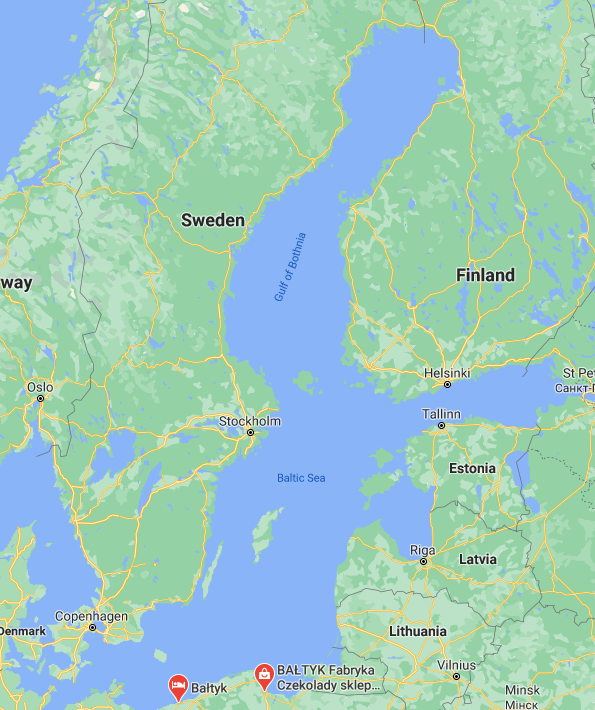 Sweden
Gulf of Bothnia
way
Finland
Oslo
Helsinki
St Pe
Санкт-П
Stockholm
Tallinn
Estonia
Baltic Sea
Riga
Latvia
Copenhagen
Denmark
Lithuania
Vilnius
BAŁTYK Fabryka
Czekolady sklep...
Bałtyk
Minsk
Мінск